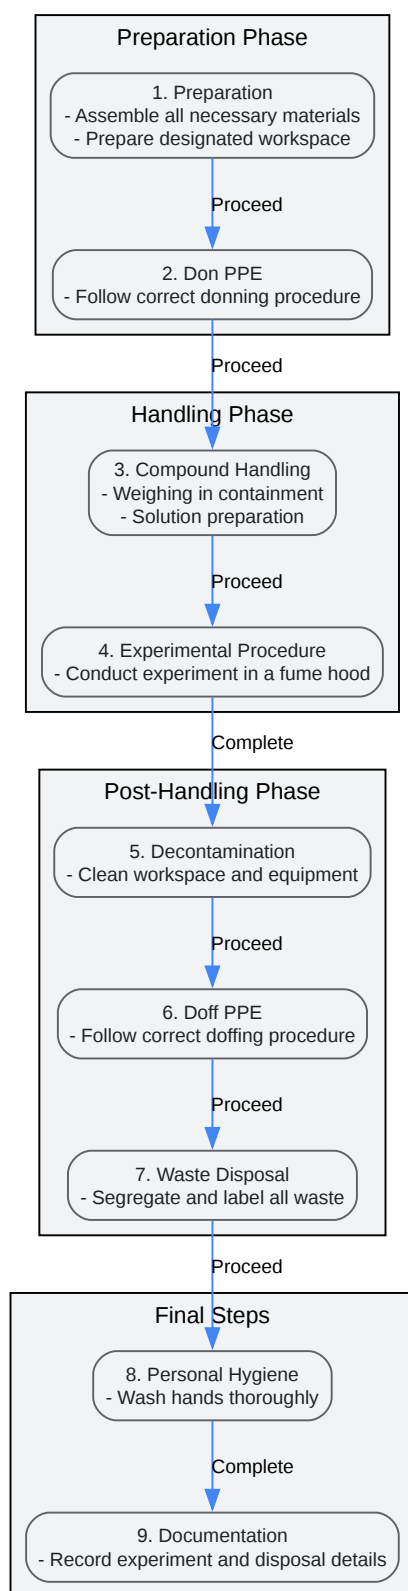 Preparation Phase
1. Preparation
- Assemble all necessary materials
- Prepare designated workspace
Proceed
2. Don PPE
- Follow correct donning procedure
Proceed
Handling Phase
3. Compound Handling
- Weighing in containment
- Solution preparation
Proceed
4. Experimental Procedure
- Conduct experiment in a fume hood
Complete
Post-Handling Phase
5. Decontamination
- Clean workspace and equipment
Proceed
6. Doff PPE
- Follow correct doffing procedure
Proceed
7. Waste Disposal
- Segregate and label all waste
Proceed
Final Steps
8. Personal Hygiene
- Wash hands thoroughly
Complete
9. Documentation
- Record experiment and disposal details